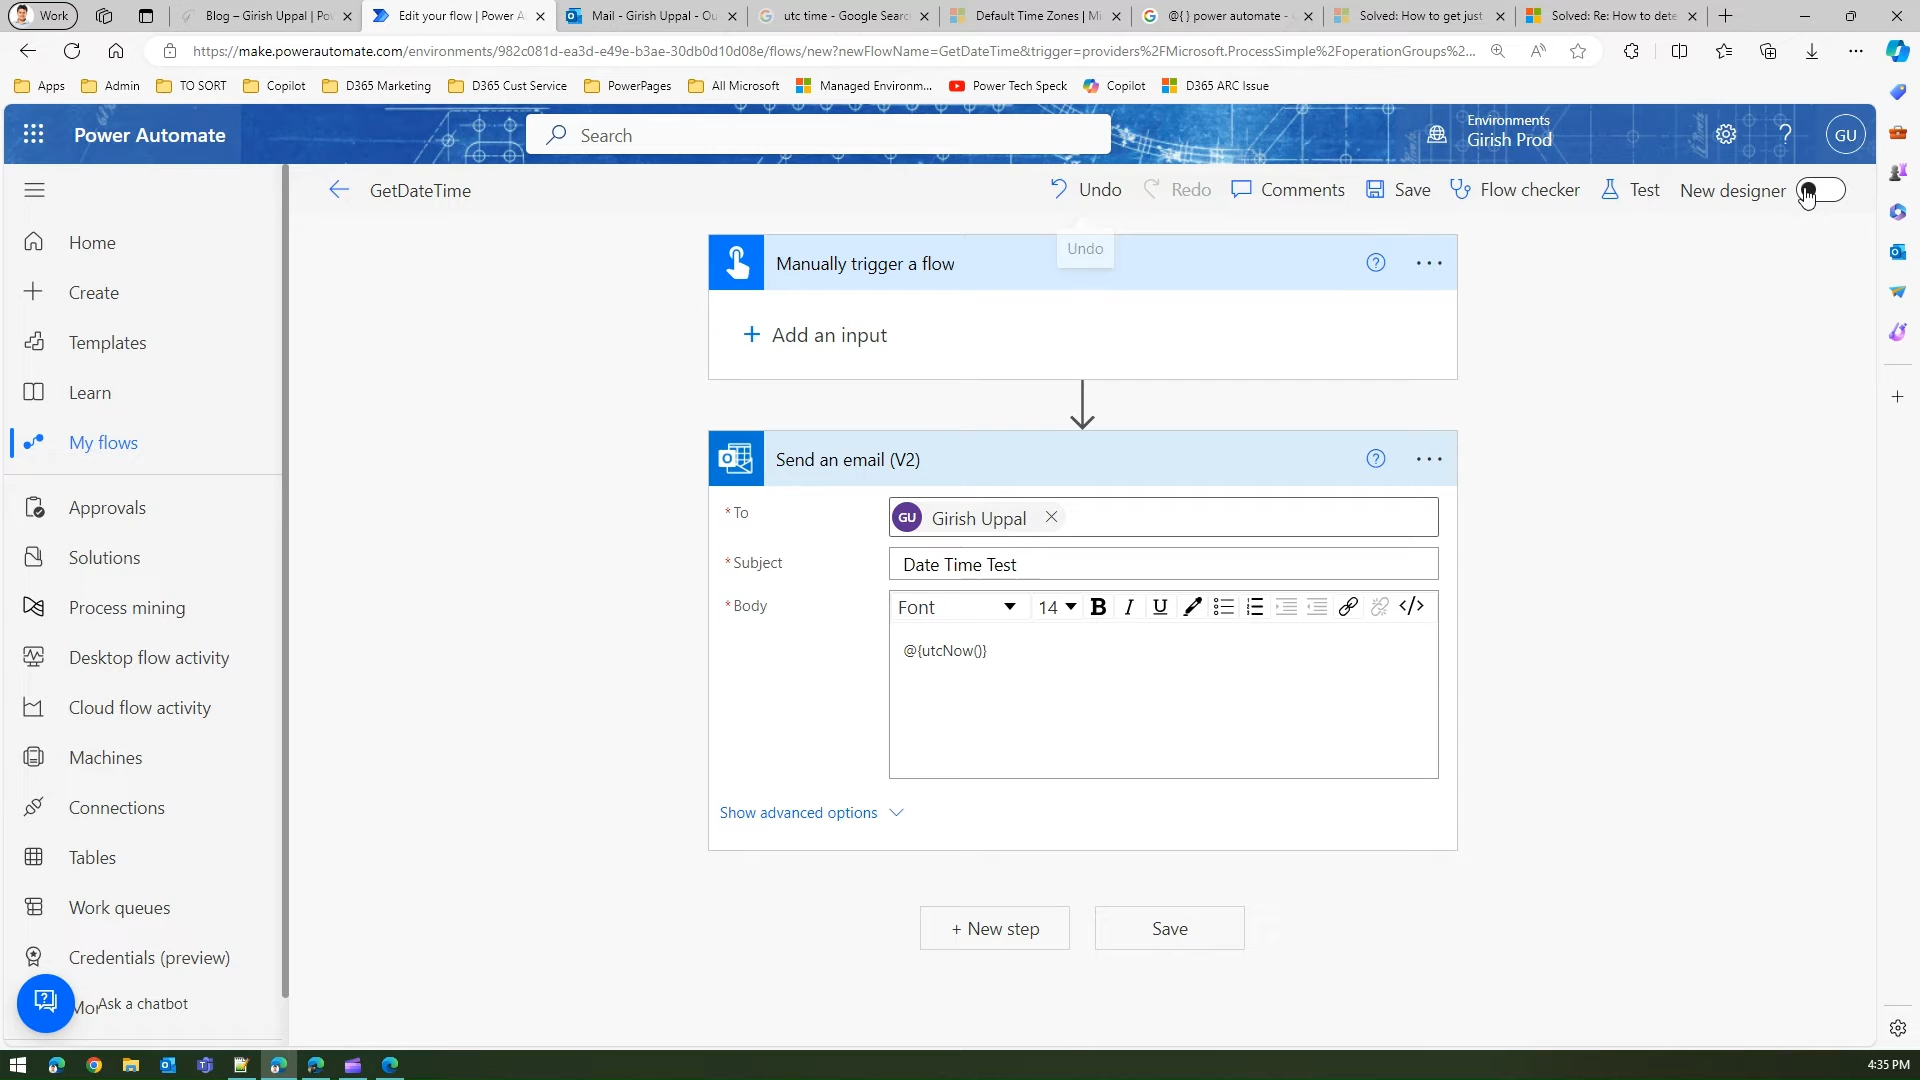 Work
Blog – Girish Uppal | Po
Edit your flow | Power A
Mail - Girish Uppal - Ou
utc time - Google Searc
Default Time Zones | Mi
@{ } power automate -
Solved: How to get just
Solved: Re: How to dete
https://make.powerautomate.com/environments/982c081d-ea3d-e49e-b3ae-30db0d10d08e/flows/new?newFlowName=GetDateTime&trigger=providers%2FMicrosoft.ProcessSimple%2FoperationGroups%2...
Apps
Admin
TO SORT
Copilot
D365 Marketing
D365 Cust Service
PowerPages
All Microsoft
Managed Environm...
Power Tech Speck
Copilot
D365 ARC Issue
Power Automate
Search
Environments
Girish Prod
GU
GetDateTime
Undo
Redo
Comments
Save
Flow checker
Test
New designer
Undo
Home
Create
Templates
Learn
My flows
Approvals
Solutions
Process mining
Desktop flow activity
Cloud flow activity
Machines
Connections
Tables
Work queues
Credentials (preview)
Mor
Ask a chatbot
Manually trigger a flow
+ Add an input
Send an email (V2)
* To
GU Girish Uppal
* Subject
Date Time Test
* Body
Font
14
B I U
</>
@{utcNow()}
Show advanced options
+ New step
Save
4:35 PM